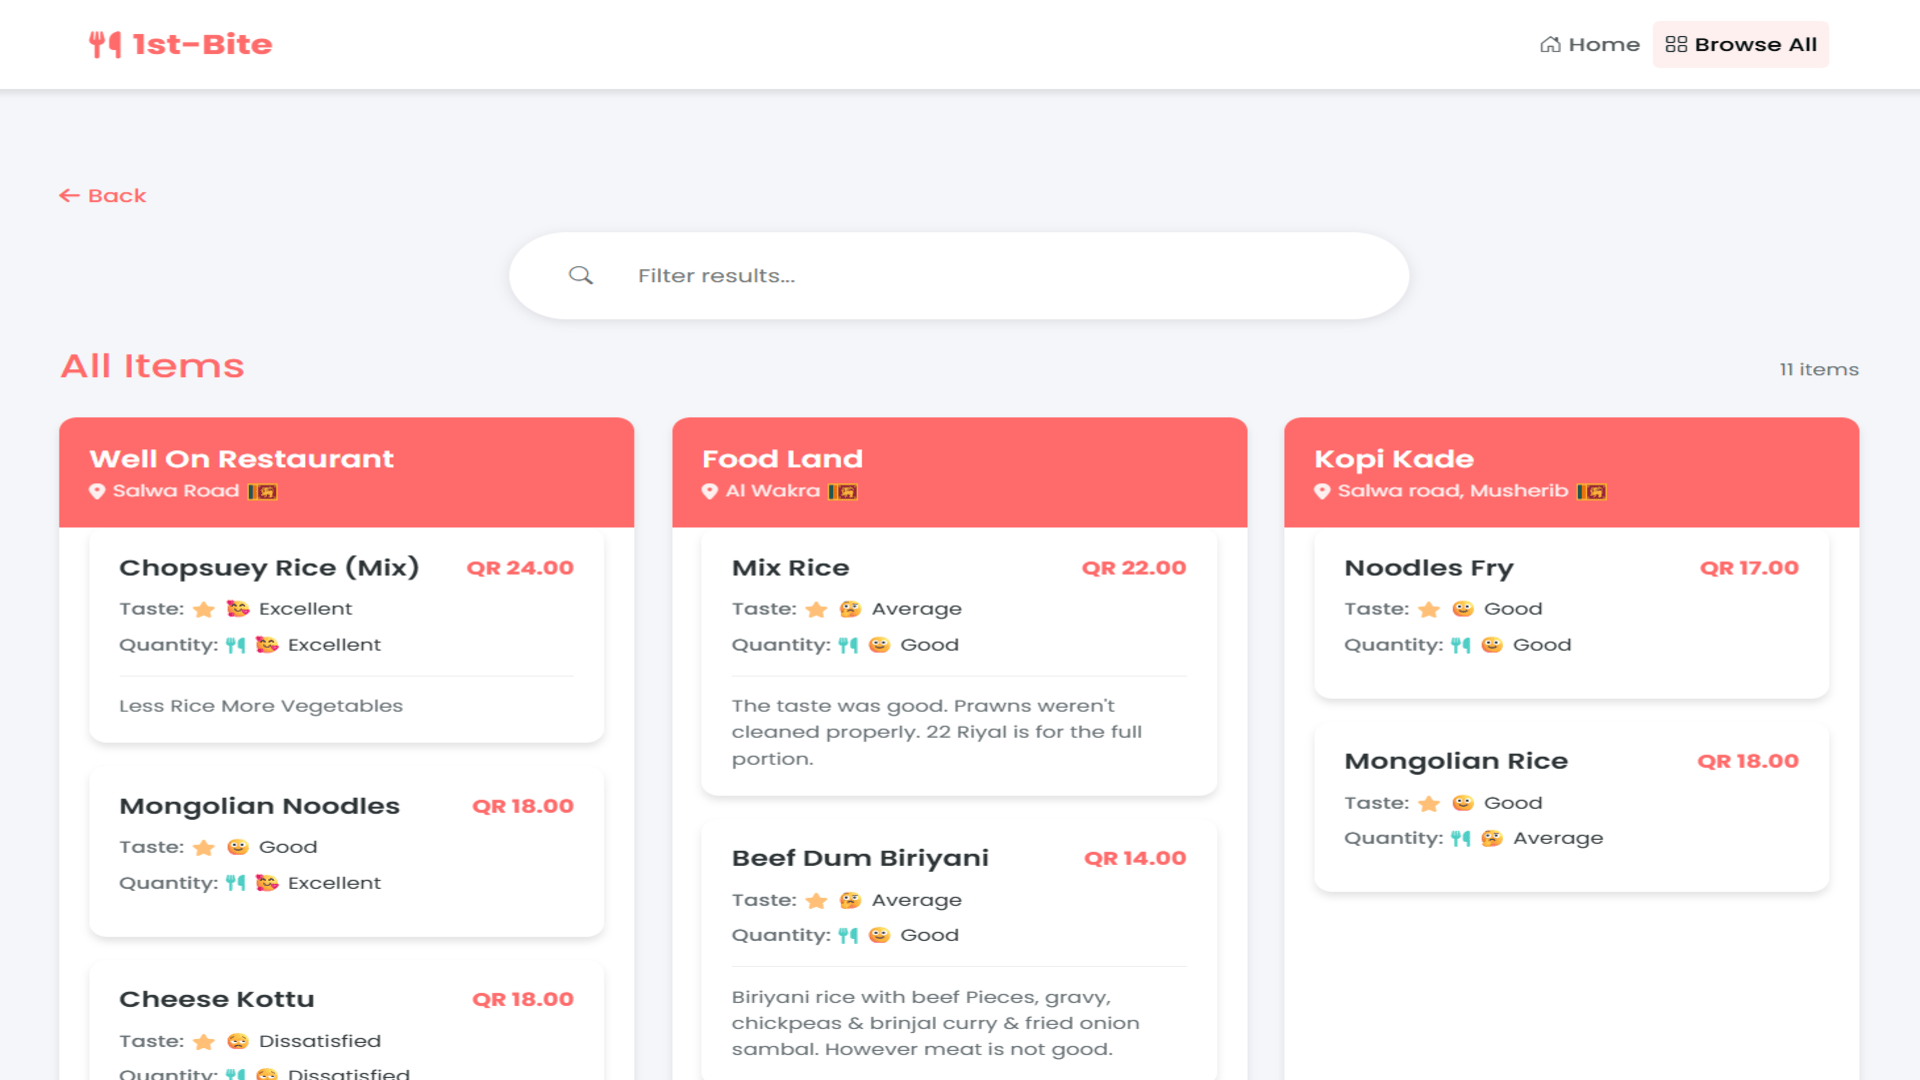 1st-Bite
Home
Browse All
Back
Filter results...
All Items
11 items
Well On Restaurant
Salwa Road
Chopsuey Rice (Mix) QR 24.00
Taste: Excellent
Quantity: Excellent
Less Rice More Vegetables
Mongolian Noodles QR 18.00
Taste: Good
Quantity: Excellent
Cheese Kottu QR 18.00
Taste: Dissatisfied
Quantity: Dissatisfied
Food Land
Al Wakra
Mix Rice QR 22.00
Taste: Average
Quantity: Good
The taste was good. Prawns weren't
cleaned properly. 22 Riyal is for the full
portion.
Beef Dum Biriyani QR 14.00
Taste: Average
Quantity: Good
Biriyani rice with beef Pieces, gravy,
chickpeas & brinjal curry & fried onion
sambal. However meat is not good.
Kopi Kade
Salwa road, Musherib
Noodles Fry QR 17.00
Taste: Good
Quantity: Good
Mongolian Rice QR 18.00
Taste: Good
Quantity: Average